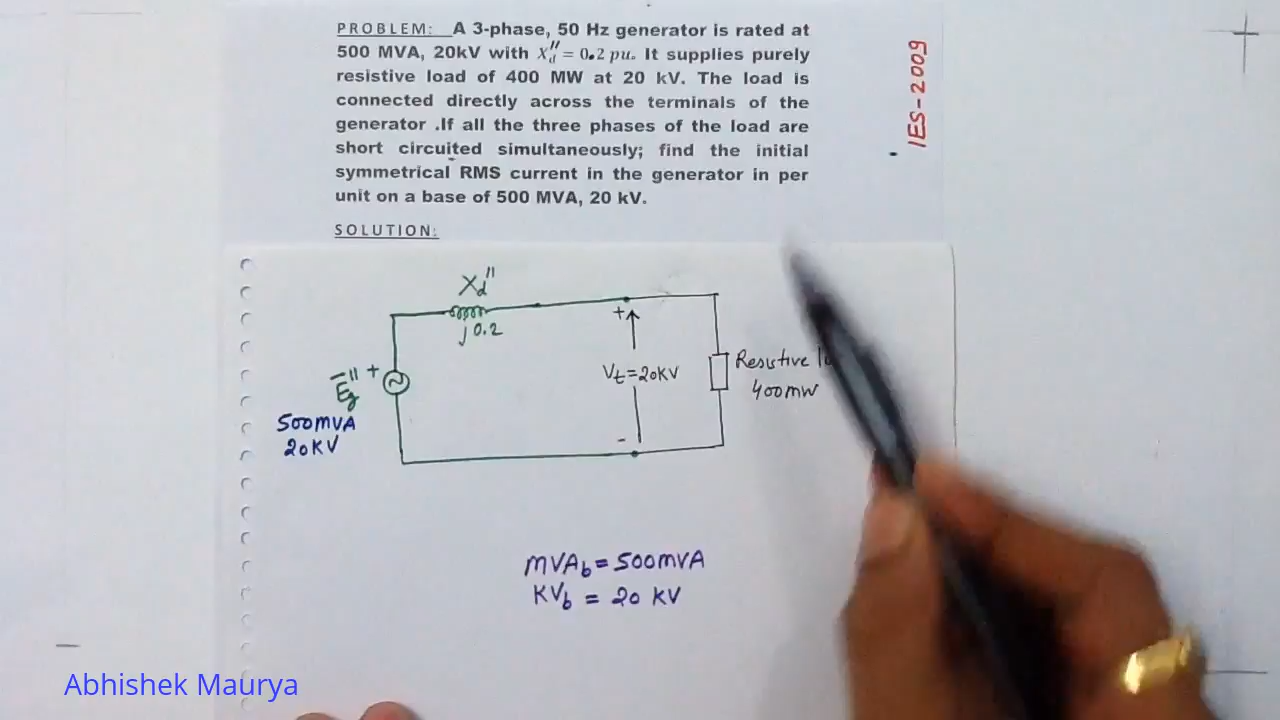 PROBLEM: A 3-phase, 50 Hz generator is rated at
500 MVA, 20kV with X″d = 0.2 pu. It supplies purely
resistive load of 400 MW at 20 kV. The load is
connected directly across the terminals of the
generator .If all the three phases of the load are
short circuited simultaneously; find the initial
symmetrical RMS current in the generator in per
unit on a base of 500 MVA, 20 kV.
IES-2009
SOLUTION:
Xd″
j0.2
+
+
Eg″
Vt=20KV
Resistive
400mw
500mVA
20KV
-
mVAb=500mVA
KVb = 20 KV
Abhishek Maurya